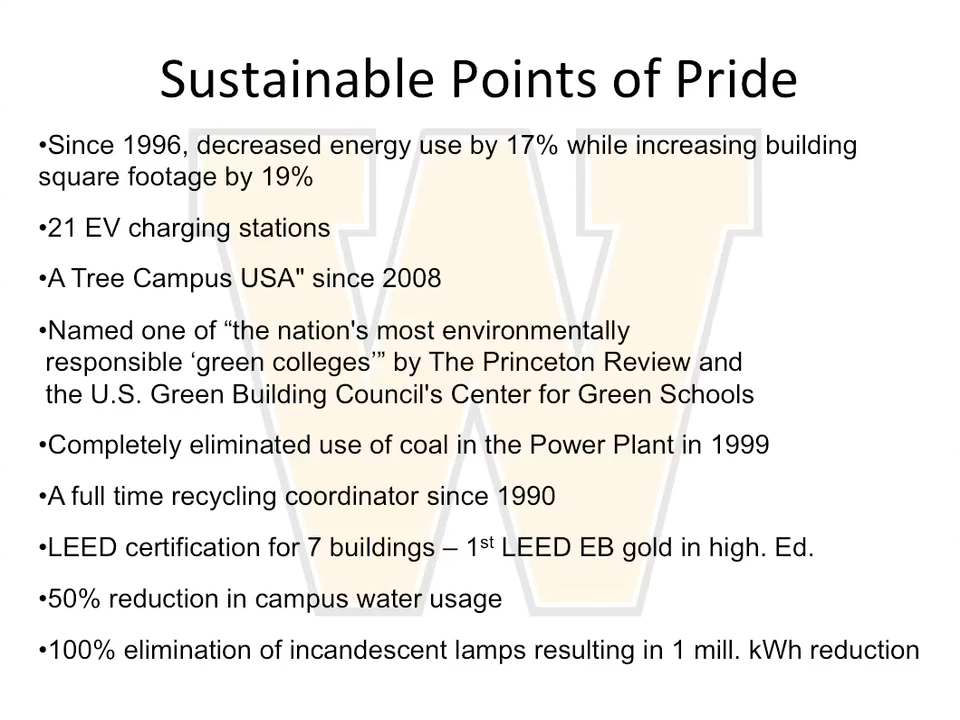 Sustainable Points of Pride
•Since 1996, decreased energy use by 17% while increasing building
square footage by 19%
•21 EV charging stations
•A Tree Campus USA" since 2008
•Named one of “the nation's most environmentally
responsible ‘green colleges’” by The Princeton Review and
the U.S. Green Building Council's Center for Green Schools
•Completely eliminated use of coal in the Power Plant in 1999
•A full time recycling coordinator since 1990
•LEED certification for 7 buildings – 1st LEED EB gold in high. Ed.
•50% reduction in campus water usage
•100% elimination of incandescent lamps resulting in 1 mill. kWh reduction
W